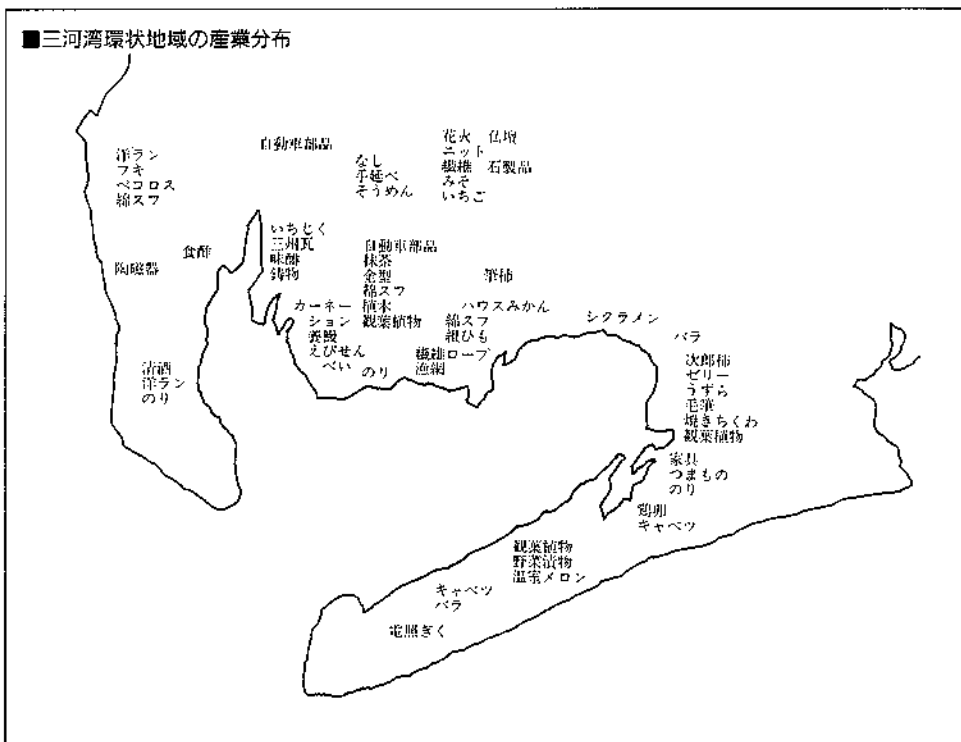 ■三河湾環状地域の産業分布
洋ラン
フキ
ペコロス
綿スフ
自動車部品
なし
手延べ
そうめん
花火 仏壇
ニット
繊維 石製品
みそ
いちご
陶磁器
食酢
いちじく
三州瓦
味醂
鋳物
自動車部品
抹茶
金型
綿スフ
植木
観葉植物
筆柿
カーネー
ション
養鰻
えびせん
べい
のり
ハウスみかん
綿スフ
細ひも
繊維ロープ
漁網
シクラメン
バラ
清酒
洋ラン
のり
次郎柿
ゼリー
うずら
毛筆
焼きちくわ
観葉植物
家具
つまもの
のり
鶏卵
キャベツ
観葉植物
野菜漬物
温室メロン
キャベツ
バラ
電照ぎく